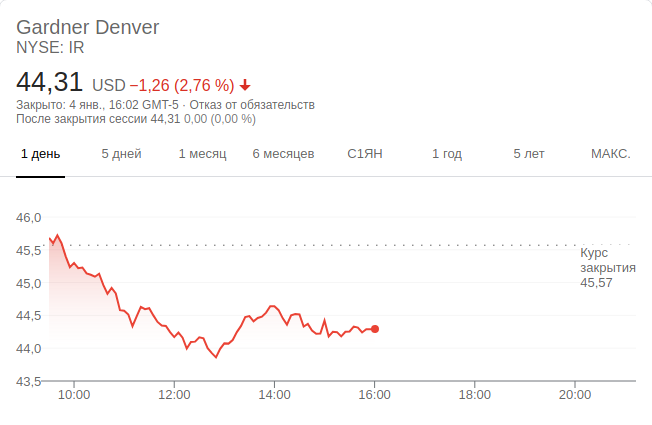 Gardner Denver
NYSE: IR
44,31 USD −1,26 (2,76 %)
Закрыто: 4 янв., 16:02 GMT-5 · Отказ от обязательств
После закрытия сессии 44,31 0,00 (0,00 %)
1 день 5 дней 1 месяц 6 месяцев С1ЯН 1 год 5 лет МАКС.
46,0
45,5
Курс
закрытия
45,57
45,0
44,5
44,0
43,5
10:00 12:00 14:00 16:00 18:00 20:00